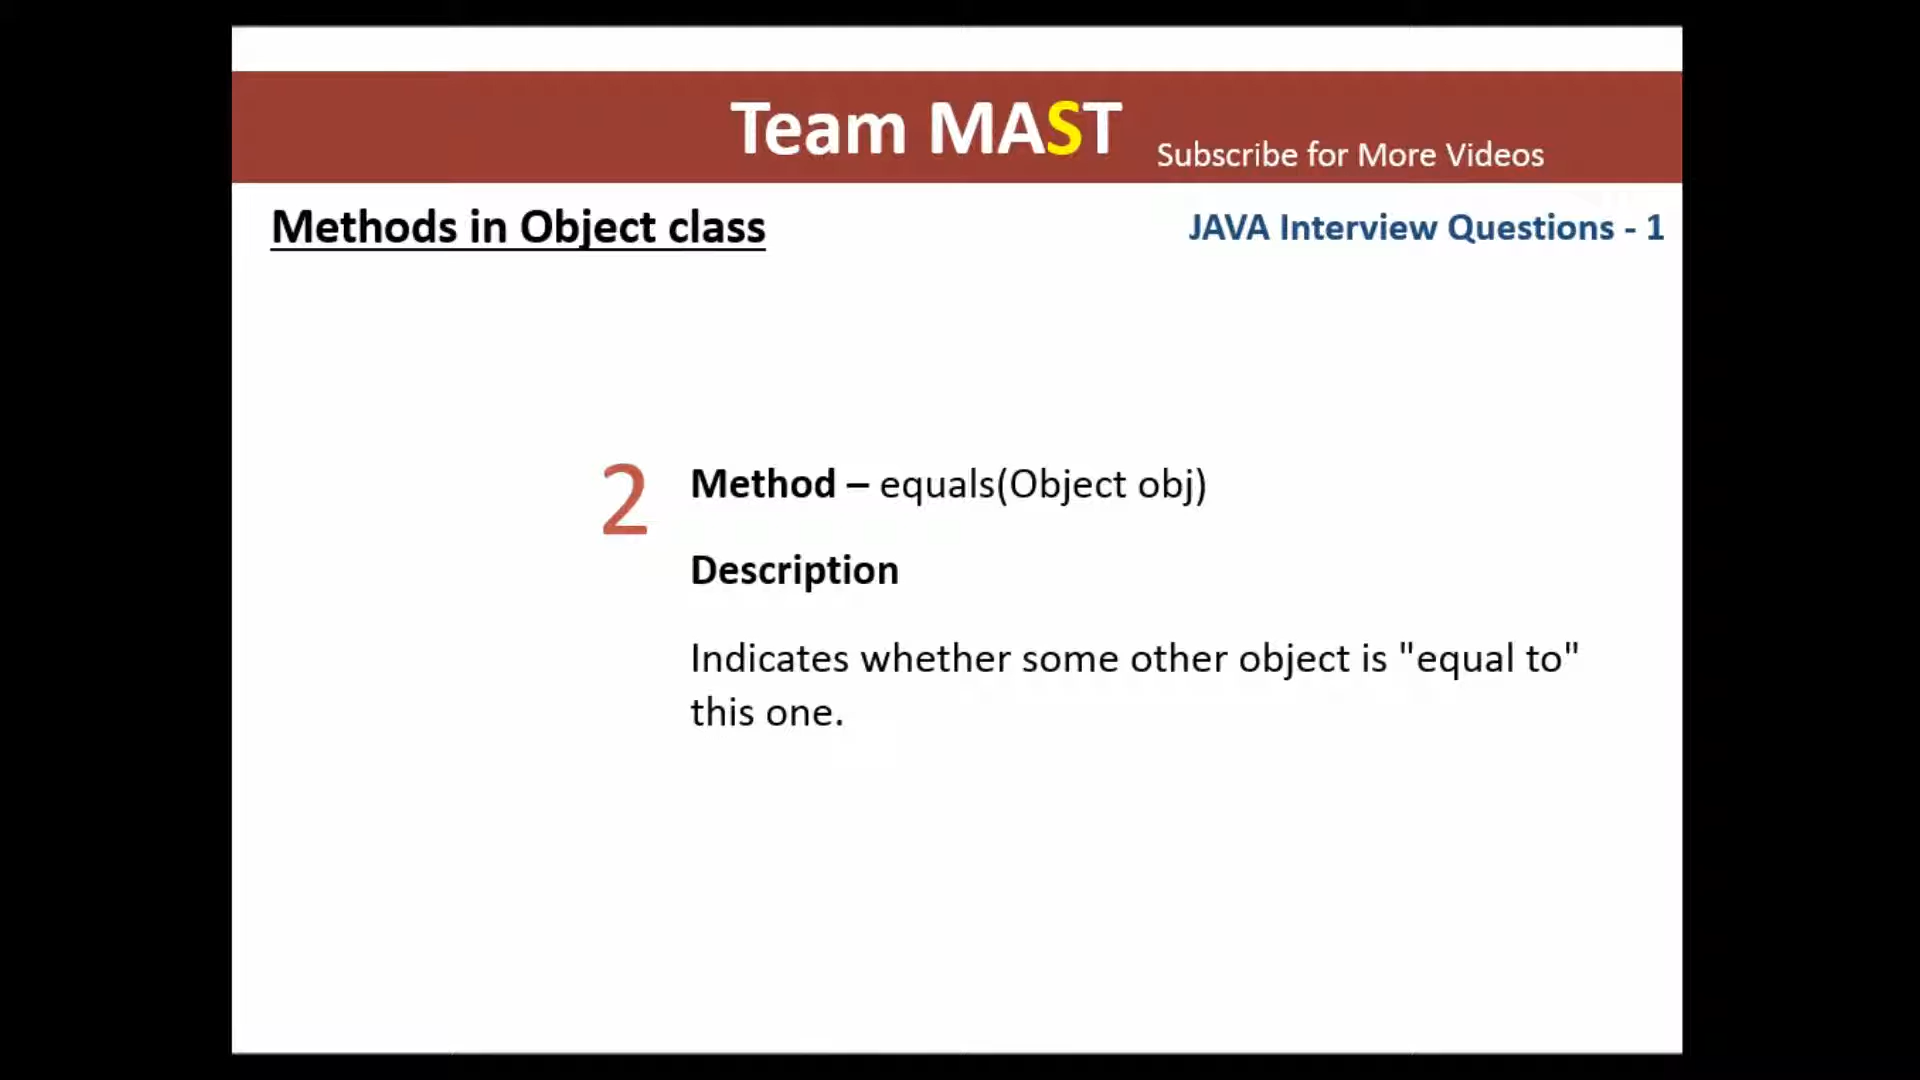 Team MAST
Subscribe for More Videos
Methods in Object class
JAVA Interview Questions - 1
2
Method – equals(Object obj)
Description
Indicates whether some other object is "equal to"
this one.